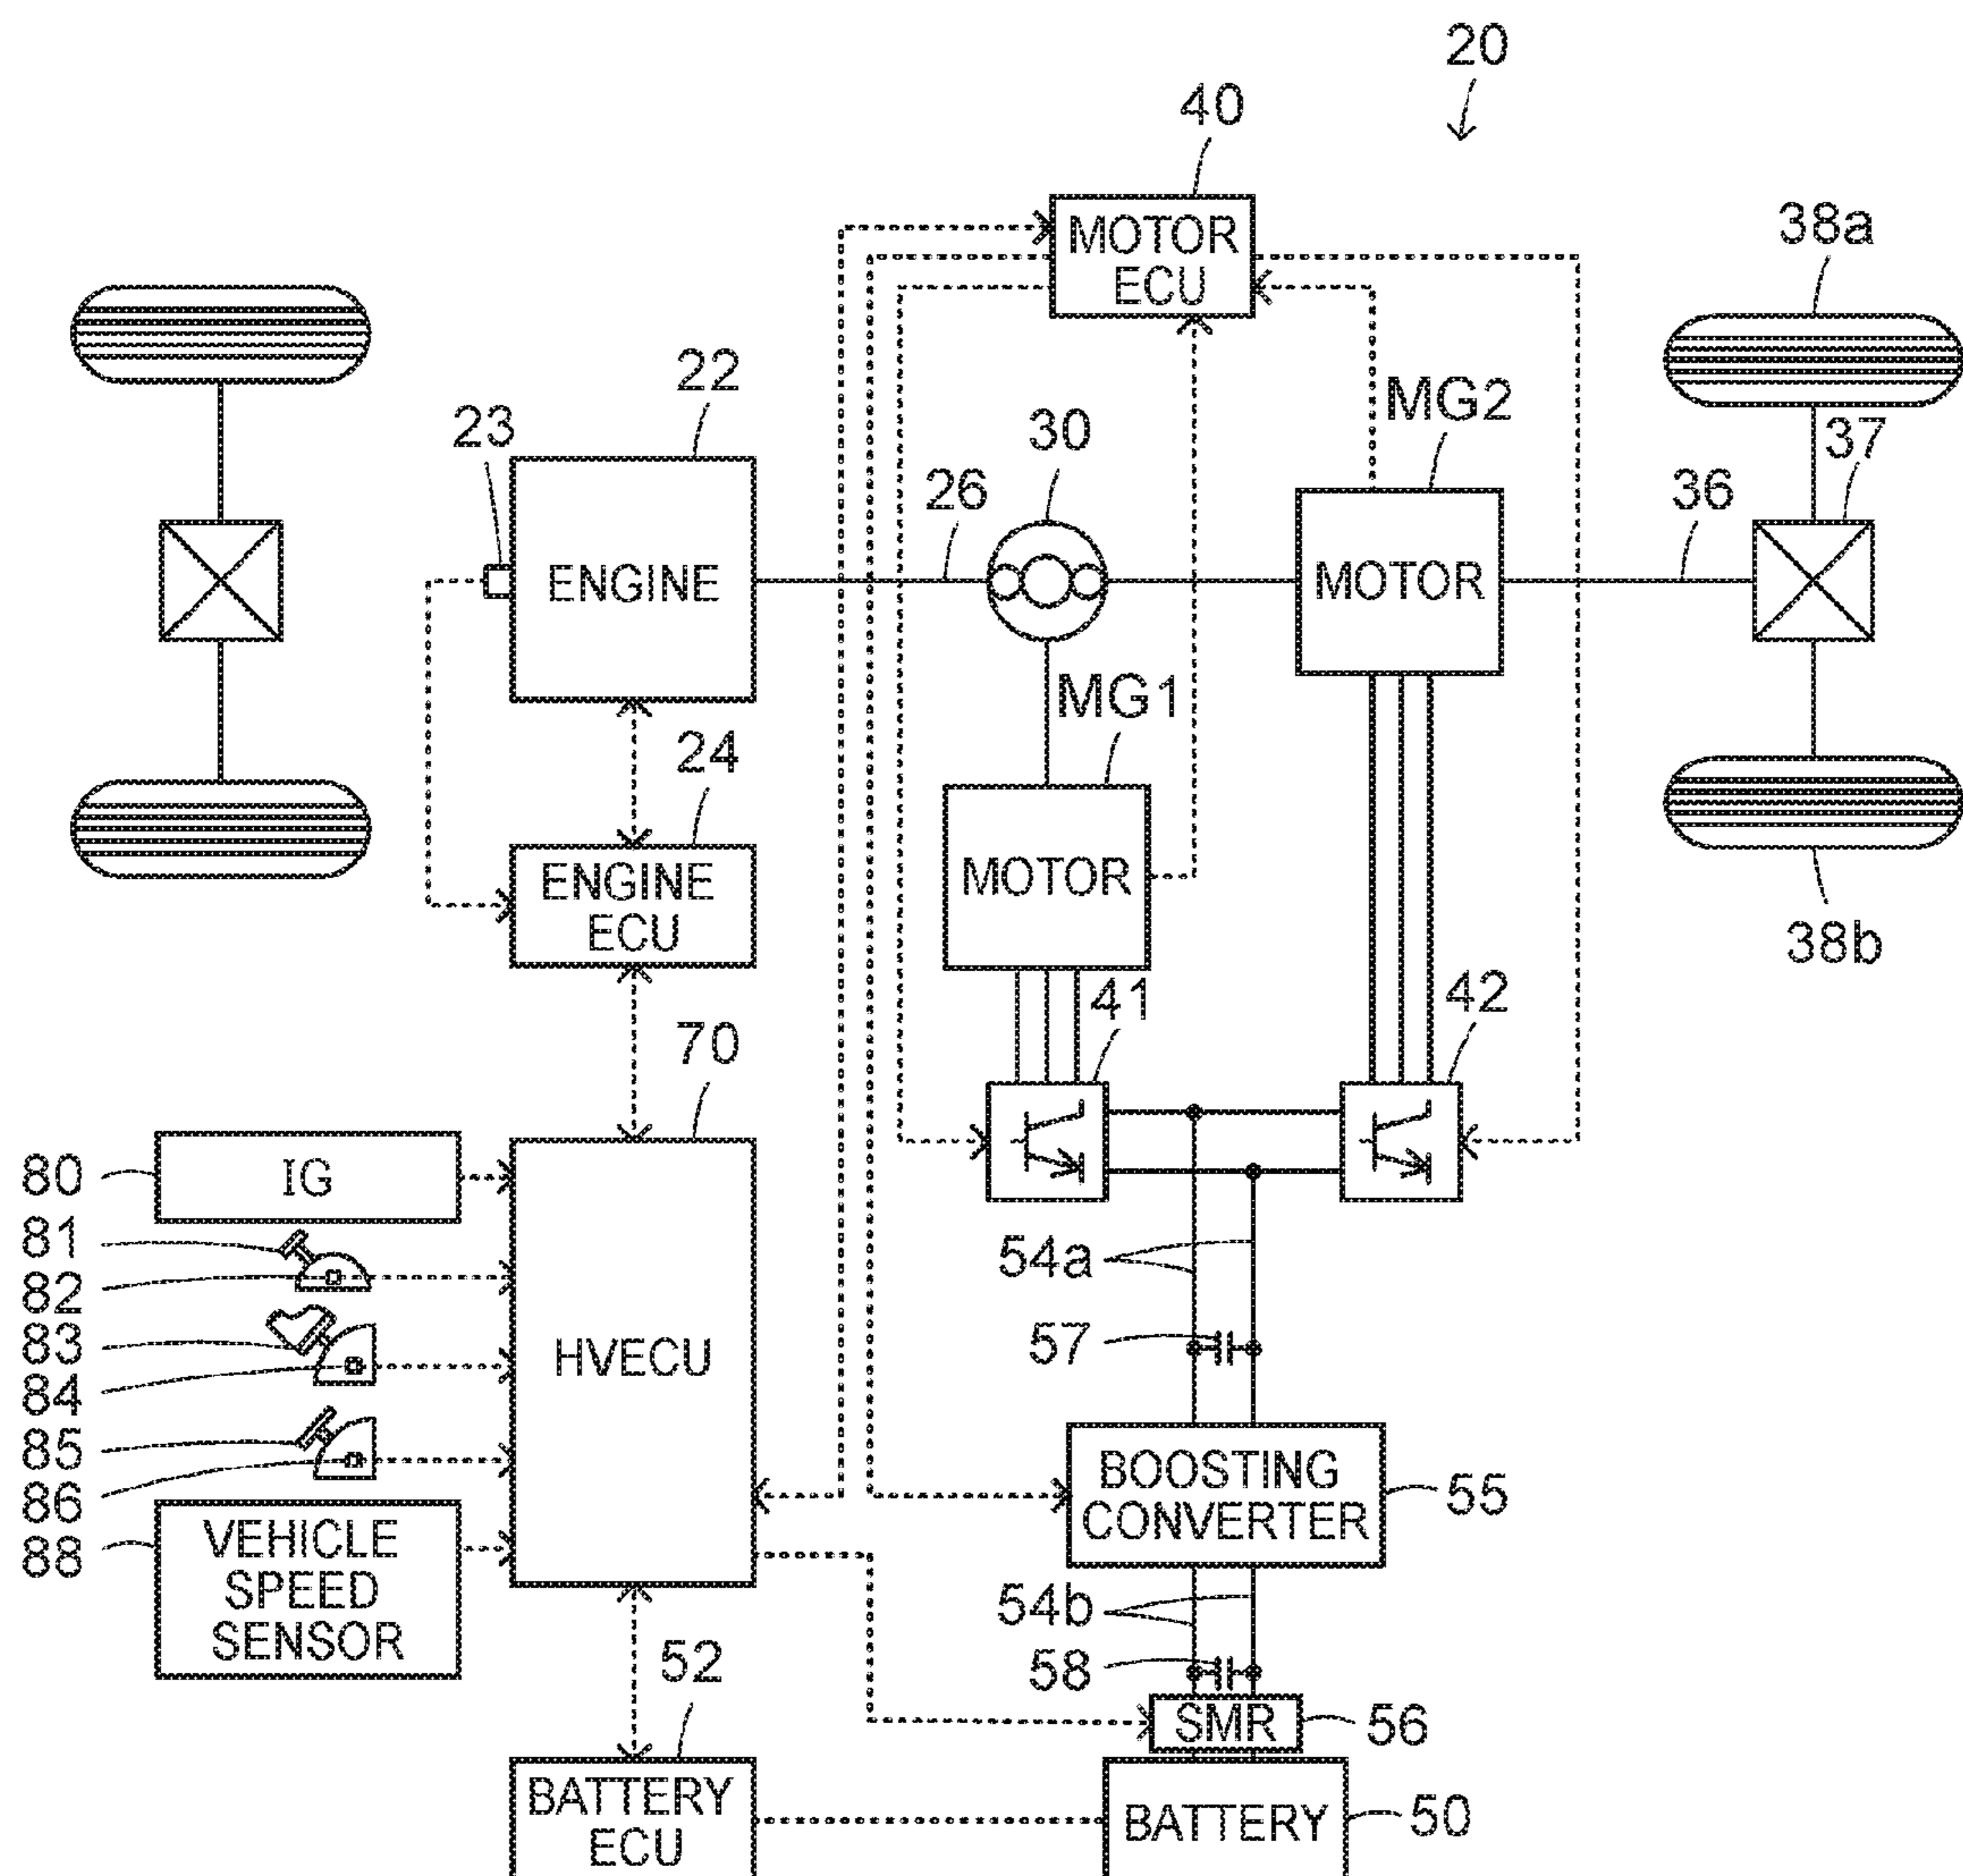 20
40
MOTOR
ECU
38a
22
MG2
23
30
37
26
36
ENGINE
MOTOR
MG1
24
ENGINE
ECU
MOTOR
38b
41
42
70
80
IG
81
54a
82
83
HVECU
57
84
85
BOOSTING
CONVERTER
55
86
88
VEHICLE
SPEED
SENSOR
54b
52
58
SMR
56
BATTERY
ECU
BATTERY
50